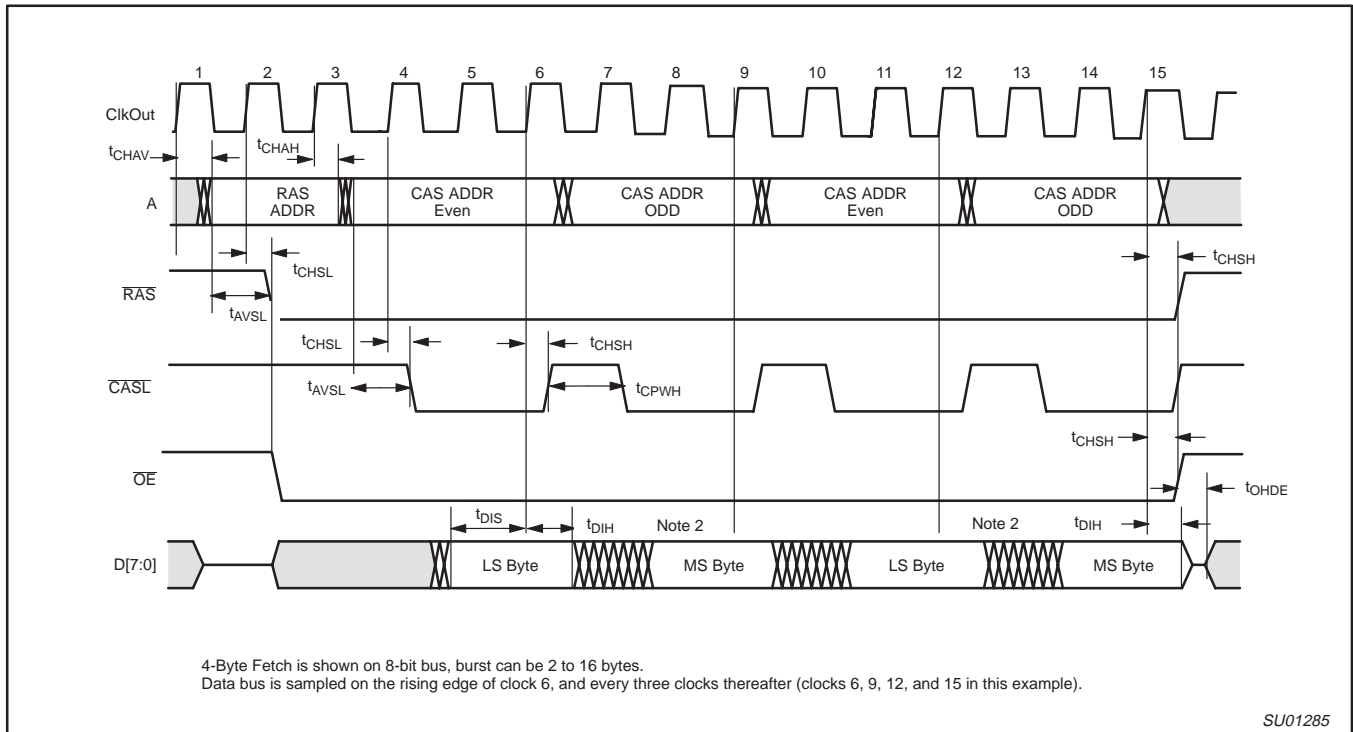 1 2 3 4 5 6 7 8 9 10 11 12 13 14 15
ClkOut
tCHAV
tCHAH
A
RAS ADDR
CAS ADDR Even
CAS ADDR ODD
CAS ADDR Even
CAS ADDR ODD
tCHSL
tCHSH
RAS
tAVSL
tCHSL
tCHSH
CASL
tAVSL
tCPWH
tCHSH
OE
tOHDE
tDIS
tDIH
Note 2
Note 2
tDIH
D[7:0]
LS Byte
MS Byte
LS Byte
MS Byte
4-Byte Fetch is shown on 8-bit bus, burst can be 2 to 16 bytes.
Data bus is sampled on the rising edge of clock 6, and every three clocks thereafter (clocks 6, 9, 12, and 15 in this example).
SU01285